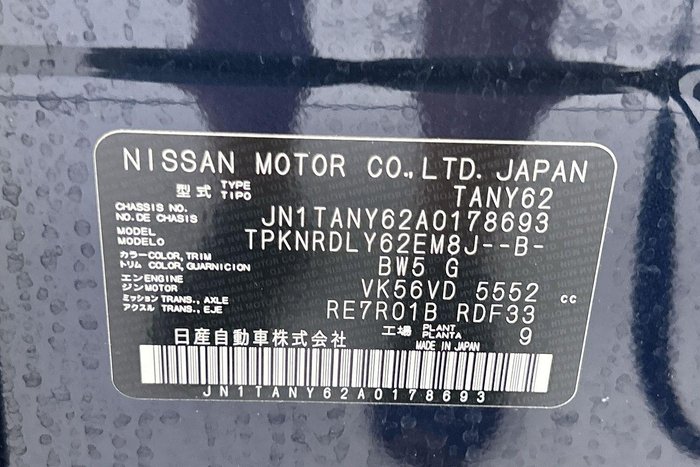 NISSAN MOTOR CO.,LTD. JAPAN
型式 TYPE TIPO TANY62
CHASSIS NO. NO. DE CHASIS JN1TANY62A0178693
MODEL MODELO TPKNRDLY62EM8J--B-
カラー COLOR, TRIM トリム COLOR, GUARNICION BW5 G
エンジン ENGINE MOTOR VK56VD 5552 cc
ミッション TRANS., AXLE アクスル TRANS., EJE RE7R01B RDF33
日産自動車株式会社 工場 PLANT PLANTA 9
MADE IN JAPAN
JN1TANY62A0178693